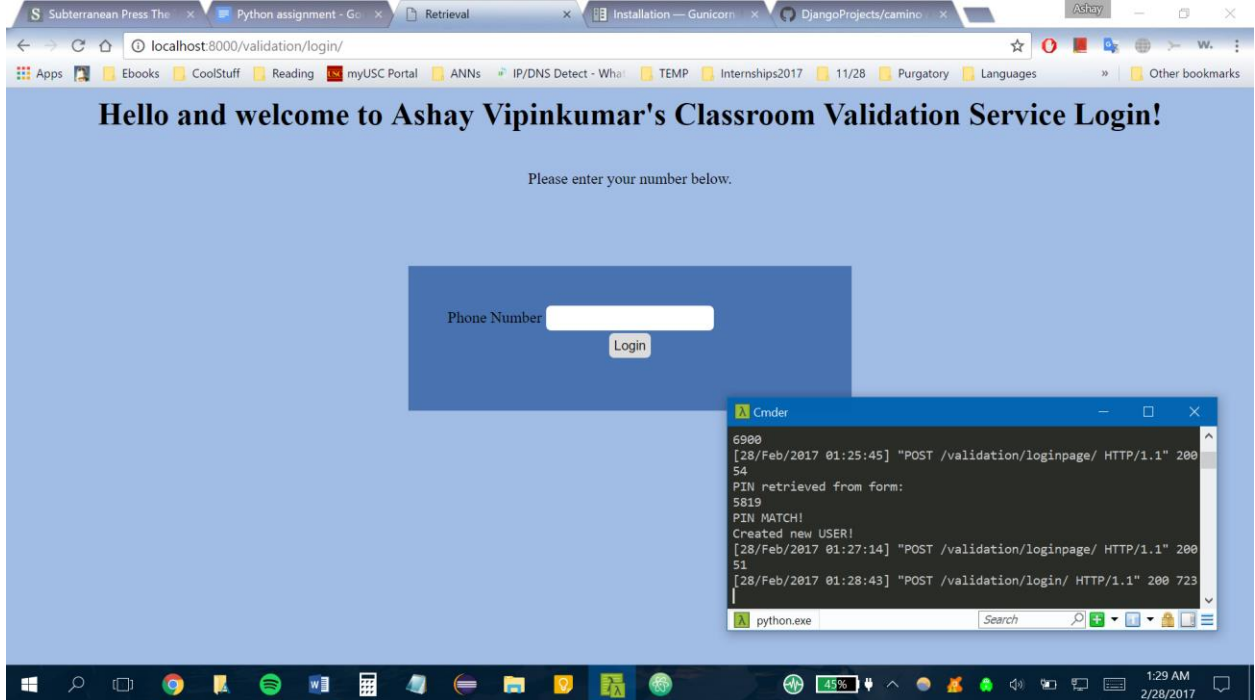 Subterranean Press The
Python assignment - Go
Retrieval
Installation — Gunicorn
DjangoProjects/camino
Ashay
localhost:8000/validation/login/
Apps
Ebooks
CoolStuff
Reading
myUSC Portal
ANNs
IP/DNS Detect - What
TEMP
Internships2017
11/28
Purgatory
Languages
»
Other bookmarks
Hello and welcome to Ashay Vipinkumar's Classroom Validation Service Login!
Please enter your number below.
Phone Number
Login
Cmder
6900
[28/Feb/2017 01:25:45] "POST /validation/loginpage/ HTTP/1.1" 200
54
PIN retrieved from form:
5819
PIN MATCH!
Created new USER!
[28/Feb/2017 01:27:14] "POST /validation/loginpage/ HTTP/1.1" 200
51
[28/Feb/2017 01:28:43] "POST /validation/login/ HTTP/1.1" 200 723
python.exe
Search
45%
1:29 AM
2/28/2017